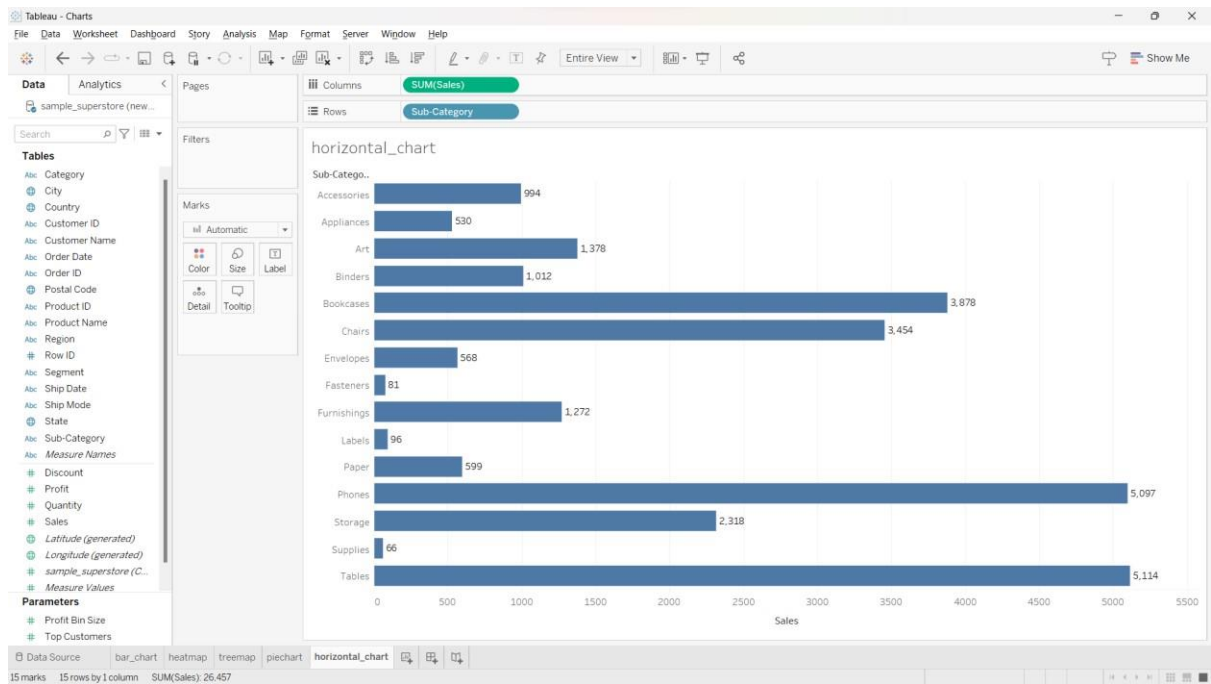 Tableau - Charts
File Data Worksheet Dashboard Story Analysis Map Format Server Window Help
Entire View
Show Me
Data Analytics
sample_superstore (new...
Search
Tables
Abc Category
City
Country
Abc Customer ID
Abc Customer Name
Abc Order Date
Abc Order ID
Postal Code
Abc Product ID
Abc Product Name
Abc Region
# Row ID
Abc Segment
Abc Ship Date
Abc Ship Mode
State
Abc Sub-Category
Abc Measure Names
# Discount
# Profit
# Quantity
# Sales
Latitude (generated)
Longitude (generated)
# sample_superstore (C...
# Measure Values
Parameters
# Profit Bin Size
# Top Customers
Pages
Filters
Marks
Automatic
Color Size Label
Detail Tooltip
Columns SUM(Sales)
Rows Sub-Category
horizontal_chart
Sub-Catego..
Accessories 994
Appliances 530
Art 1,378
Binders 1,012
Bookcases 3,878
Chairs 3,454
Envelopes 568
Fasteners 81
Furnishings 1,272
Labels 96
Paper 599
Phones 5,097
Storage 2,318
Supplies 66
Tables 5,114
0 500 1000 1500 2000 2500 3000 3500 4000 4500 5000 5500
Sales
Data Source bar_chart heatmap treemap piechart horizontal_chart
15 marks 15 rows by 1 column SUM(Sales): 26,457